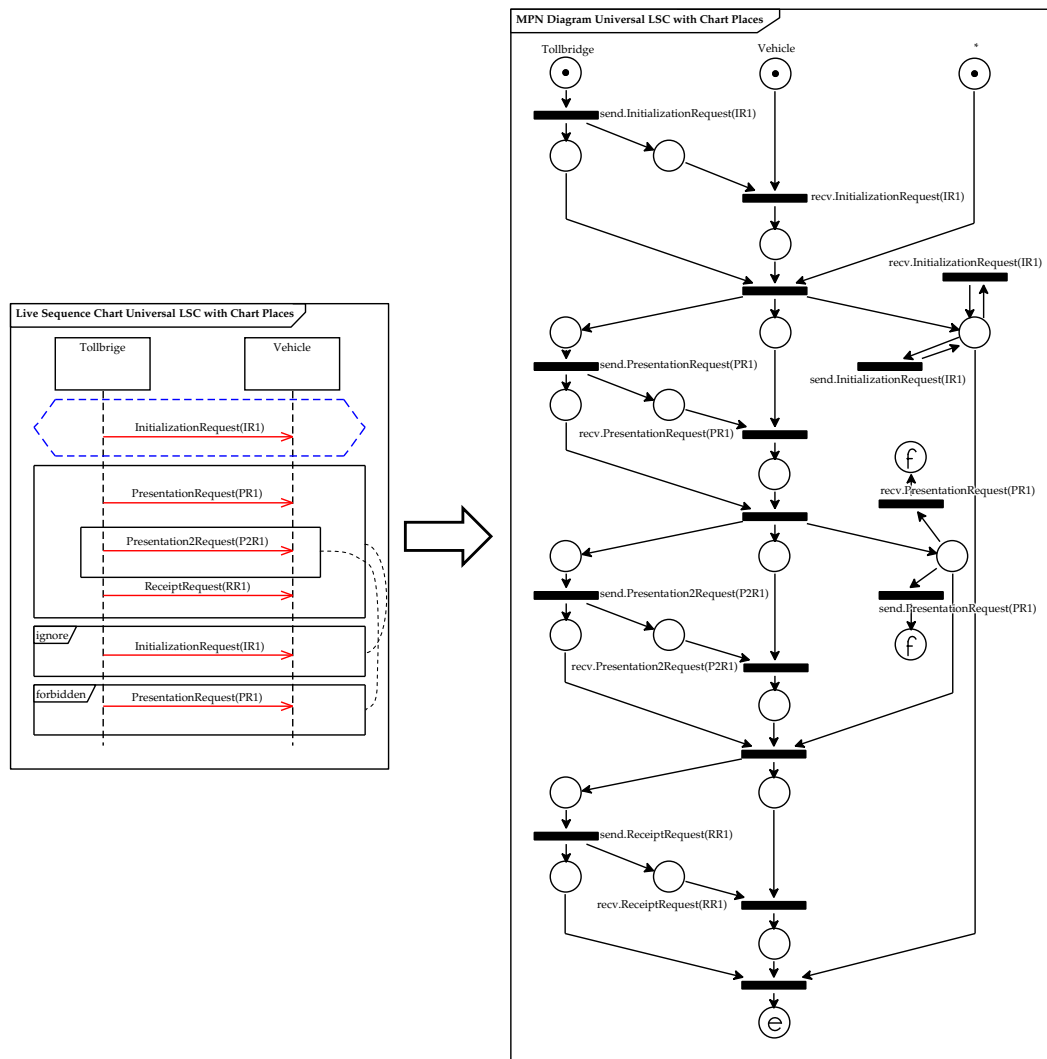 Live Sequence Chart Universal LSC with Chart Places
Tollbrige
Vehicle
InitializationRequest(IR1)
PresentationRequest(PR1)
Presentation2Request(P2R1)
ReceiptRequest(RR1)
ignore
InitializationRequest(IR1)
forbidden
PresentationRequest(PR1)
MPN Diagram Universal LSC with Chart Places
Tollbridge
Vehicle
*
send.InitializationRequest(IR1)
recv.InitializationRequest(IR1)
recv.InitializationRequest(IR1)
send.PresentationRequest(PR1)
send.InitializationRequest(IR1)
recv.PresentationRequest(PR1)
f
recv.PresentationRequest(PR1)
send.Presentation2Request(P2R1)
send.PresentationRequest(PR1)
f
recv.Presentation2Request(P2R1)
send.ReceiptRequest(RR1)
recv.ReceiptRequest(RR1)
e